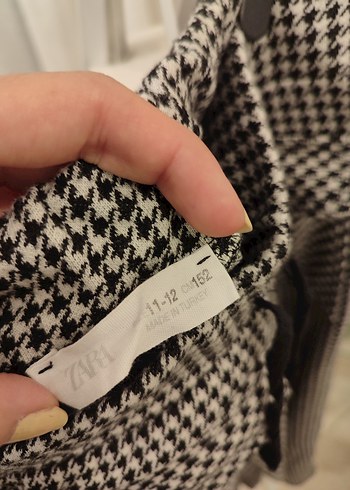 ZARA
11-12 CM152
MADE IN TURKEY